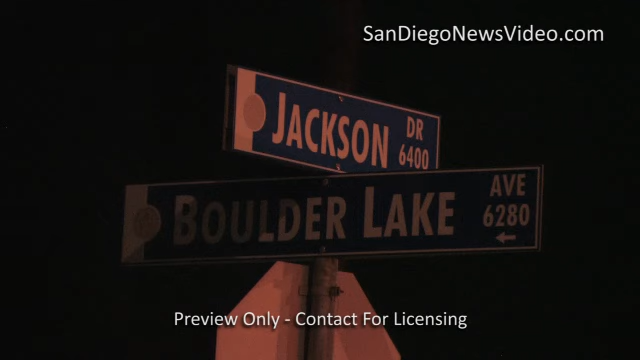 SanDiegoNewsVideo.com
JACKSON DR
6400
BOULDER LAKE AVE
6280
←
Preview Only - Contact For Licensing